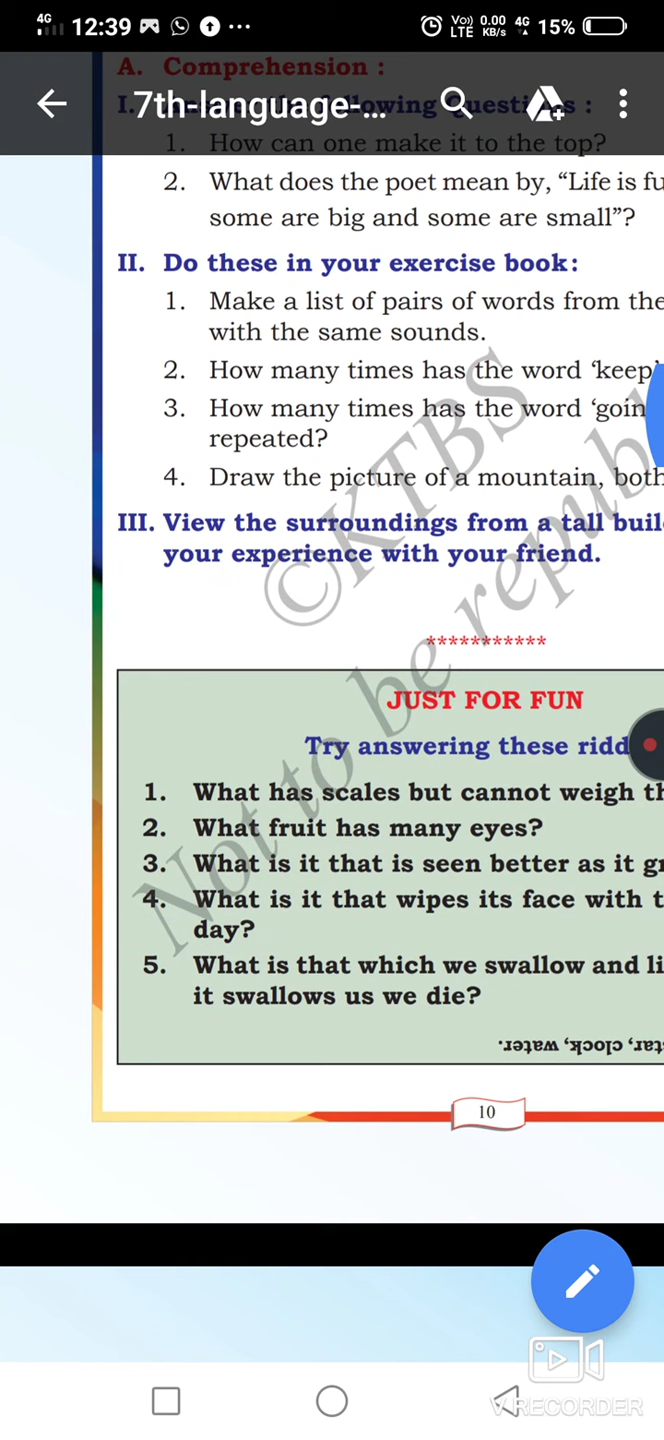 4G 12:39 ... Vo)) LTE 0.00 KB/s 4G 15%
A. Comprehension :
7th-language-...
1. How can one make it to the top?
2. What does the poet mean by, “Life is fu
some are big and some are small”?
II. Do these in your exercise book:
1. Make a list of pairs of words from the
with the same sounds.
2. How many times has the word ‘keep’
3. How many times has the word ‘goin
repeated?
4. Draw the picture of a mountain, both
III. View the surroundings from a tall buil
your experience with your friend.
©KTBS
Not to be republ
***********
JUST FOR FUN
Try answering these ridd
1. What has scales but cannot weigh th
2. What fruit has many eyes?
3. What is it that is seen better as it gr
4. What is it that wipes its face with t
day?
5. What is that which we swallow and li
it swallows us we die?
tar, clock, water.
10
V RECORDER